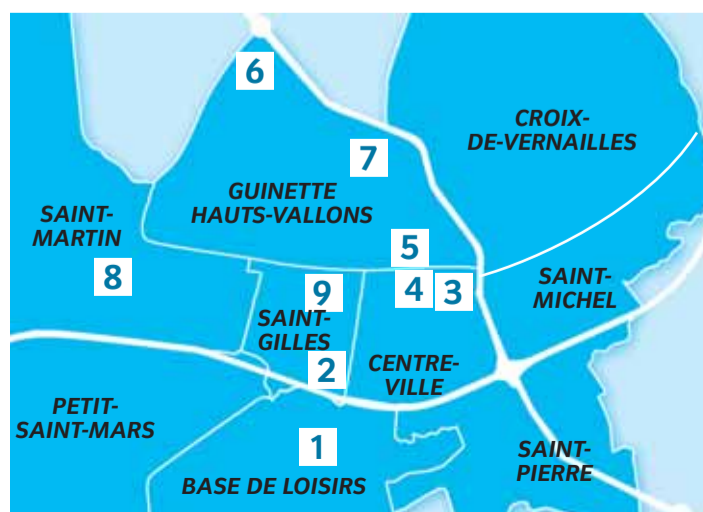 6
CROIX-
DE-VERNAILLES
7
GUINETTE
HAUTS-VALLONS
SAINT-
MARTIN
5
8
9
4
3
SAINT-
MICHEL
SAINT-
GILLES
2
CENTRE-
VILLE
PETIT-
SAINT-MARS
1
SAINT-
PIERRE
BASE DE LOISIRS